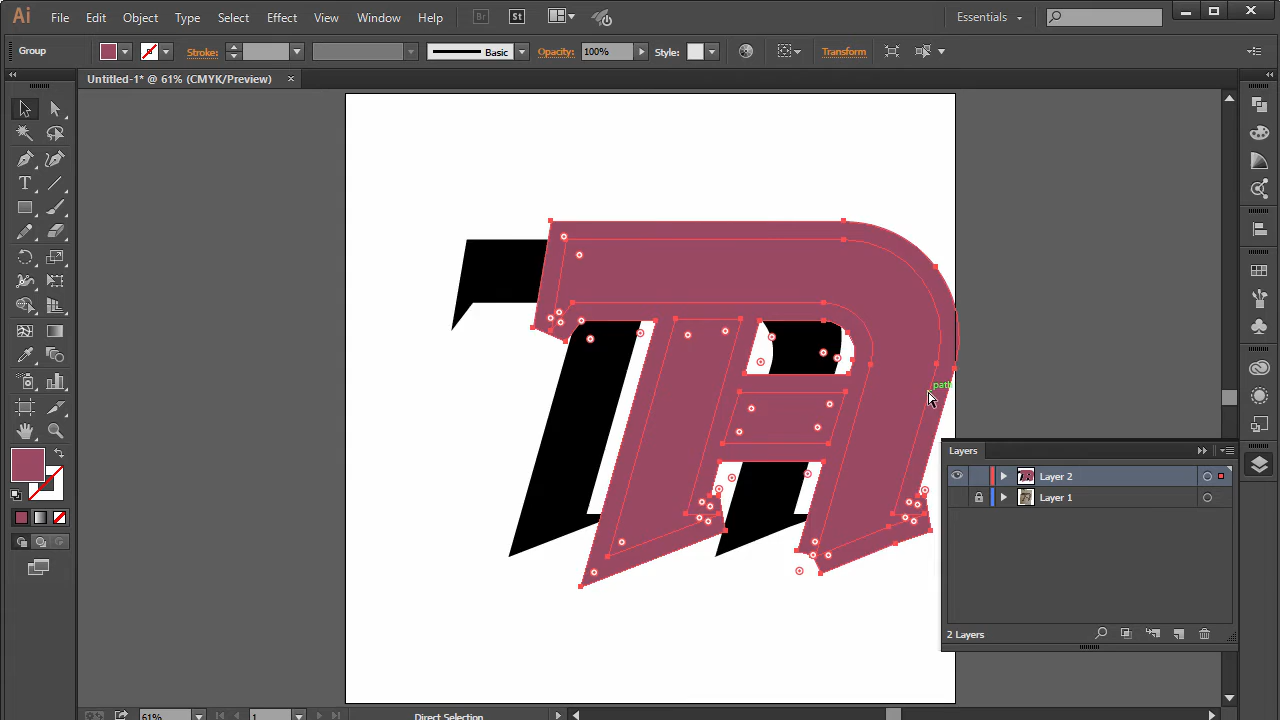 Ai File Edit Object Type Select Effect View Window Help Br St Essentials
Group Stroke: Basic Opacity: 100% Style: Transform
Untitled-1* @ 61% (CMYK/Preview)
path
Layers
Layer 2
Layer 1
2 Layers
61% 1 Direct Selection